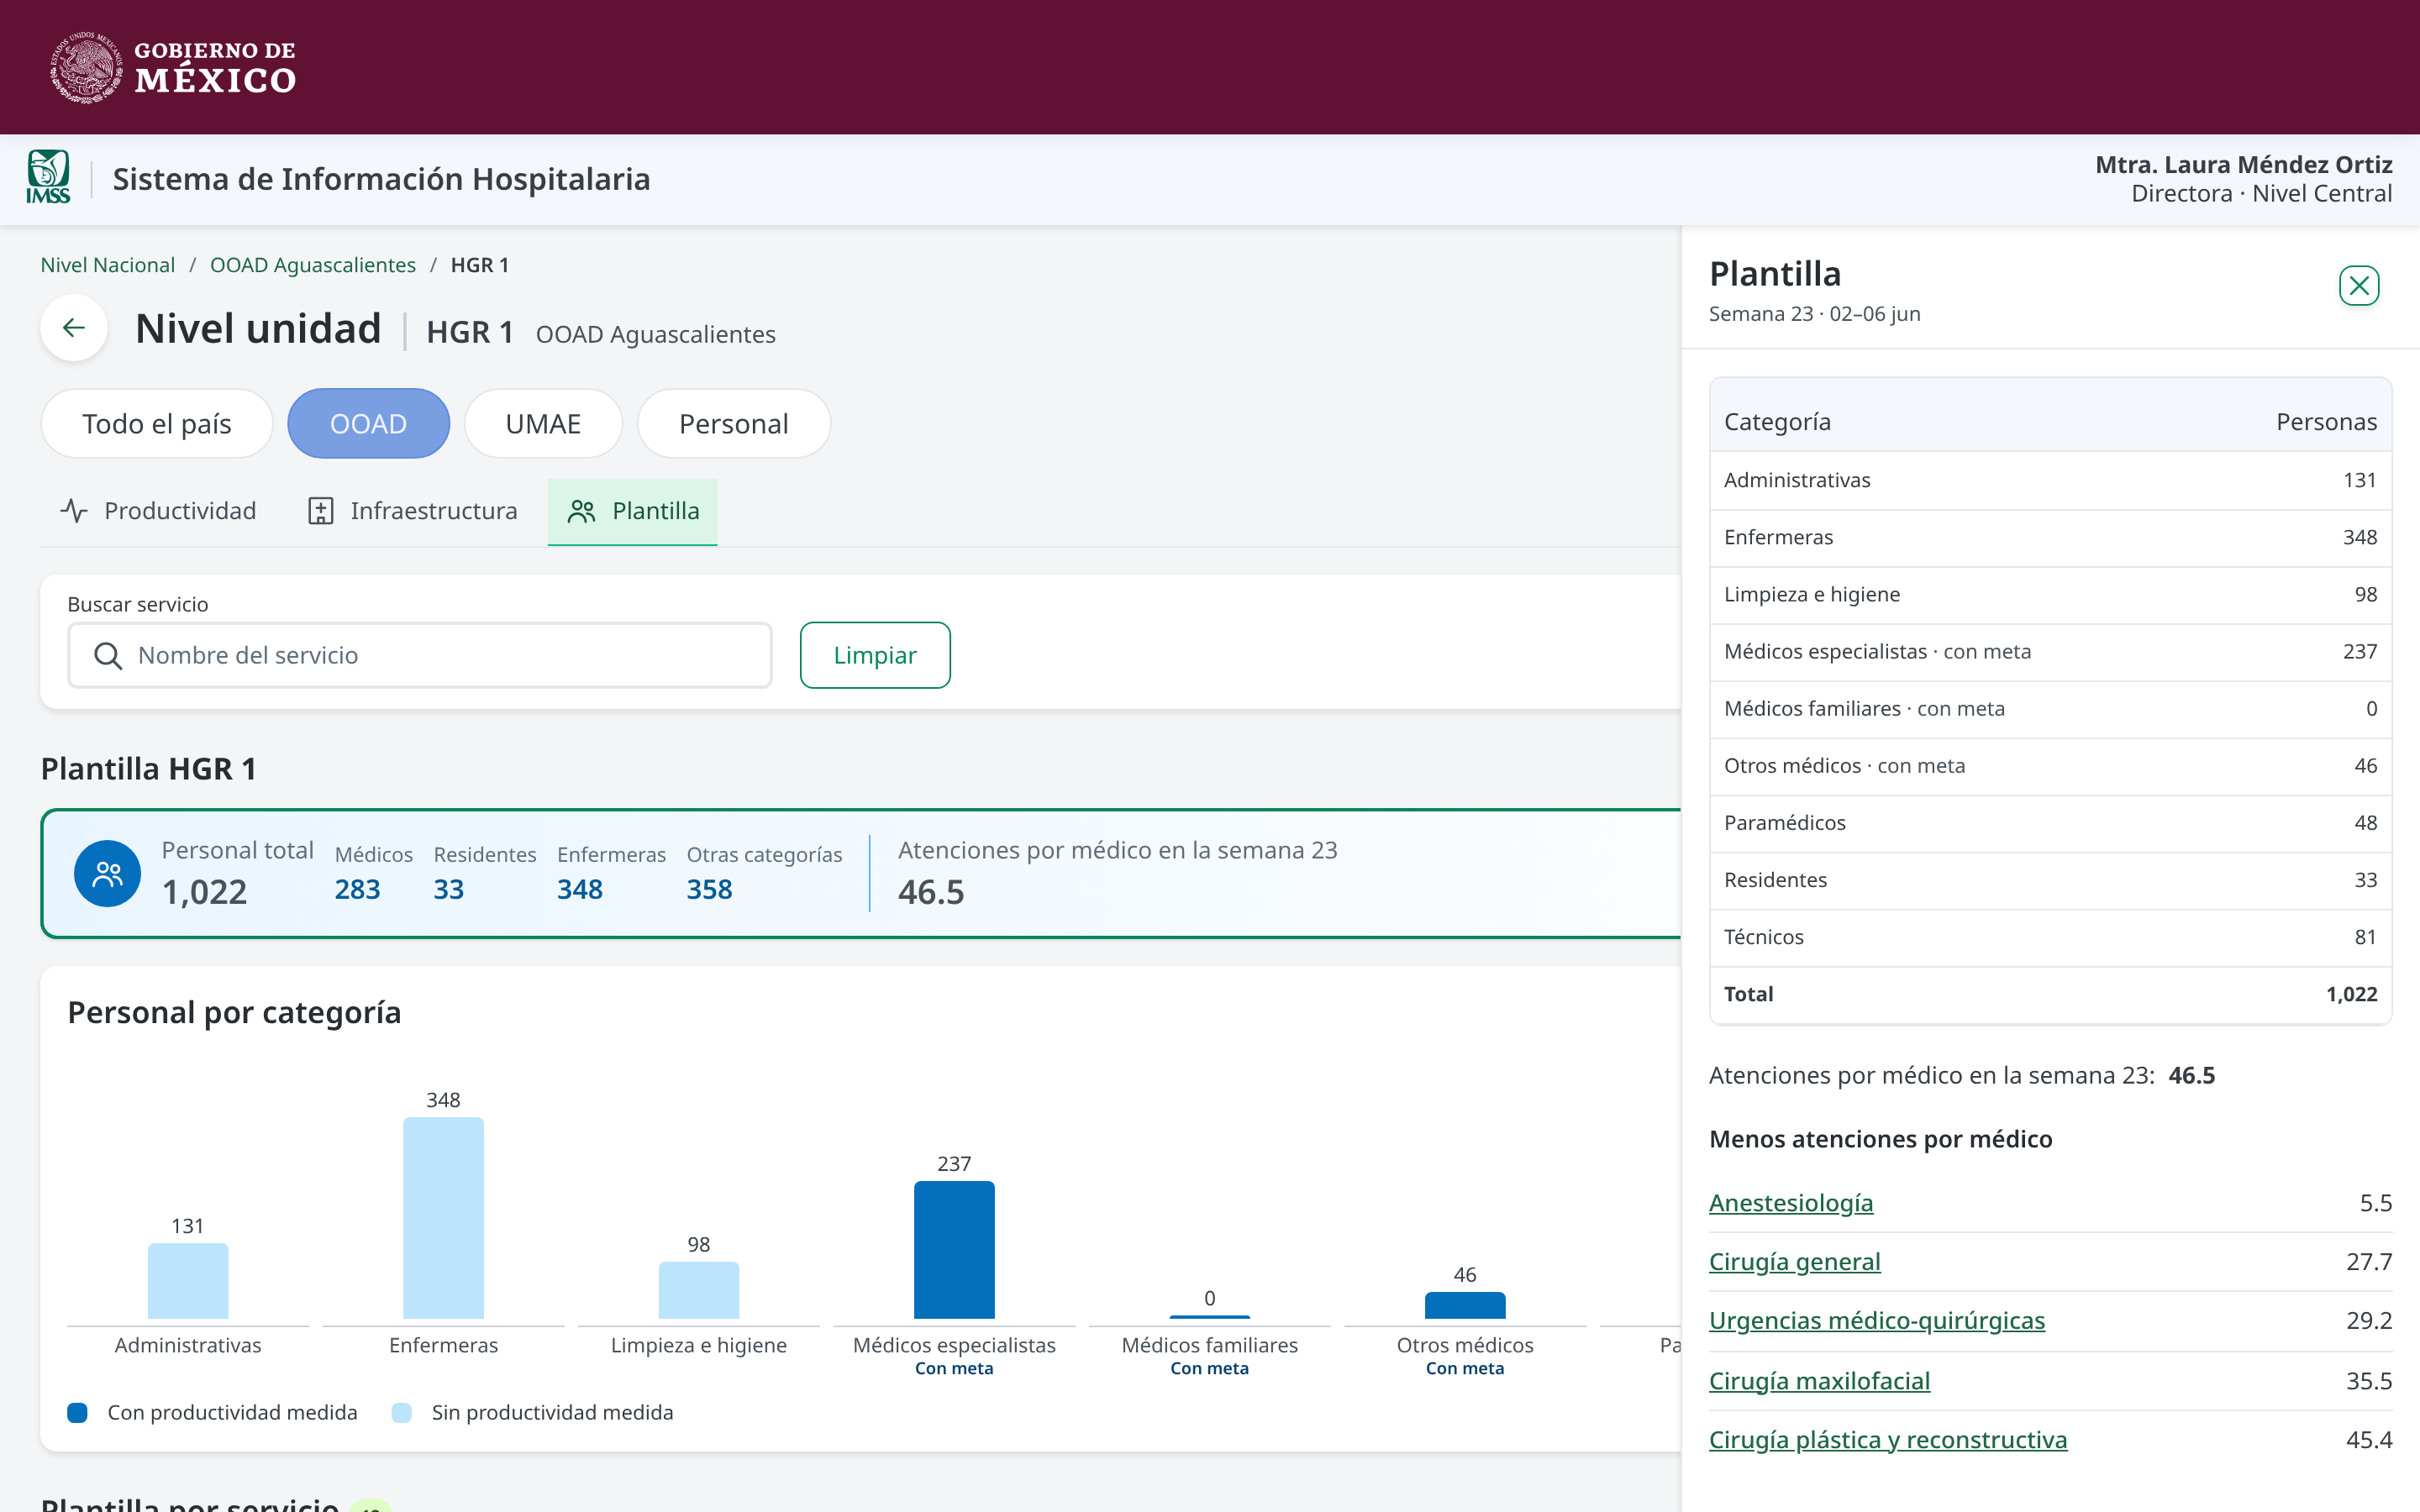 GOBIERNO DE
MÉXICO
IMSS
Sistema de Información Hospitalaria
Mtra. Laura Méndez Ortiz
Directora · Nivel Central
Nivel Nacional / OOAD Aguascalientes / HGR 1
Nivel unidad | HGR 1 OOAD Aguascalientes
Todo el país OOAD UMAE Personal
Productividad Infraestructura Plantilla
Buscar servicio
Nombre del servicio Limpiar
Plantilla HGR 1
Personal total Médicos Residentes Enfermeras Otras categorías Atenciones por médico en la semana 23
1,022 283 33 348 358 46.5
Personal por categoría
131 348 98 237 0 46
Administrativas Enfermeras Limpieza e higiene Médicos especialistas Médicos familiares Otros médicos Pa
Con meta Con meta Con meta
Con productividad medida Sin productividad medida
Plantilla por servicio
Plantilla
Semana 23 · 02–06 jun
Categoría Personas
Administrativas 131
Enfermeras 348
Limpieza e higiene 98
Médicos especialistas · con meta 237
Médicos familiares · con meta 0
Otros médicos · con meta 46
Paramédicos 48
Residentes 33
Técnicos 81
Total 1,022
Atenciones por médico en la semana 23: 46.5
Menos atenciones por médico
Anestesiología 5.5
Cirugía general 27.7
Urgencias médico-quirúrgicas 29.2
Cirugía maxilofacial 35.5
Cirugía plástica y reconstructiva 45.4